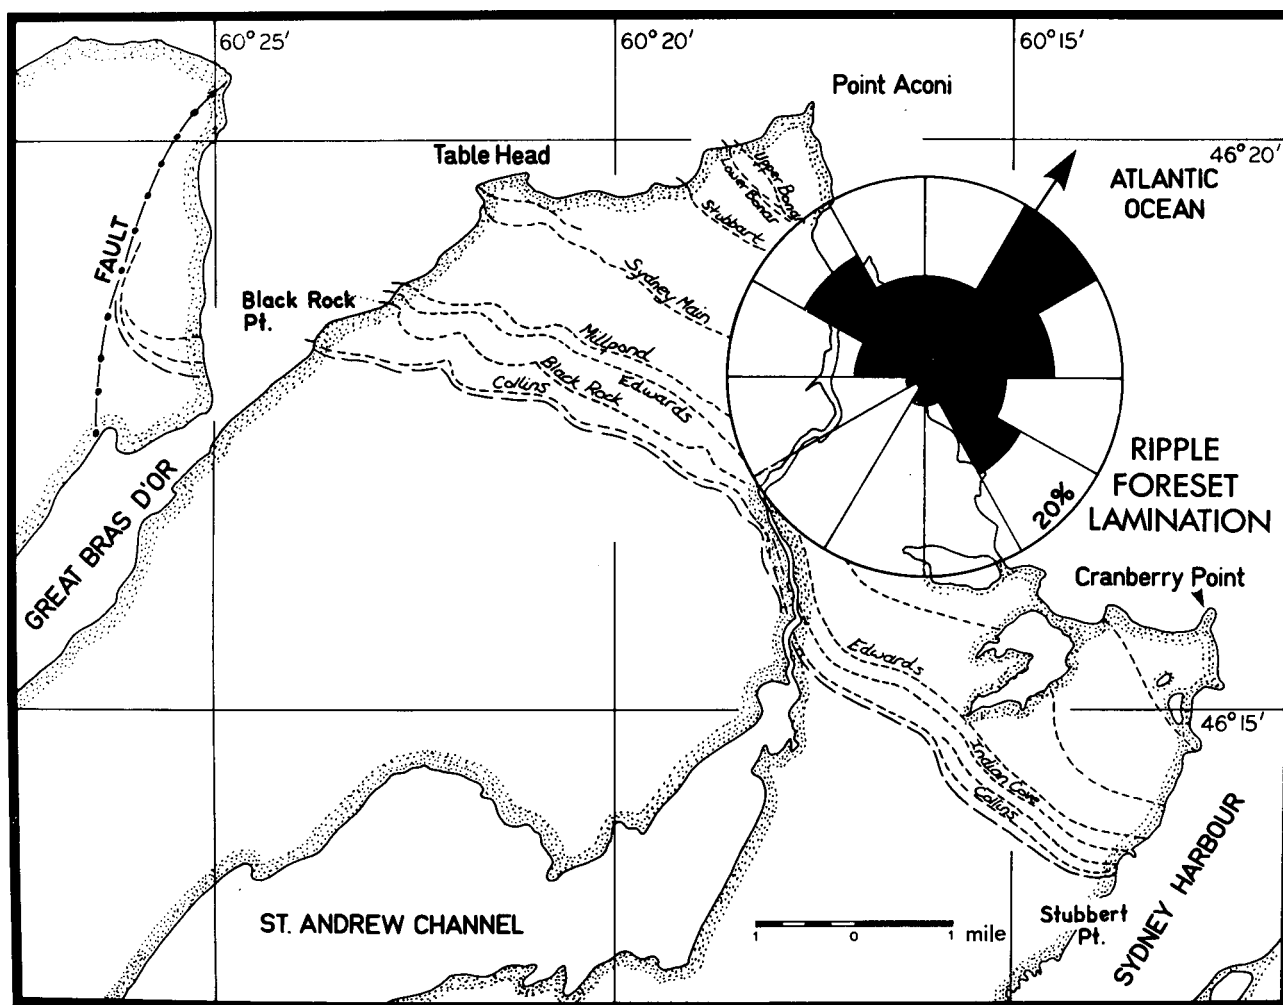 60° 25′
60° 20′
60° 15′
Point Aconi
46° 20′
Table Head
ATLANTIC
OCEAN
Upper Bonar
Lower Bonar
Stubbart
FAULT
Sydney Main
Black Rock
Pt.
Millpond
Edwards
Black Rock
Collins
RIPPLE
FORESET
LAMINATION
20%
GREAT BRAS D'OR
Cranberry Point
Edwards
46° 15′
Indian Cove
Collins
SYDNEY HARBOUR
ST. ANDREW CHANNEL
Stubbert
Pt.
1 0 1 mile